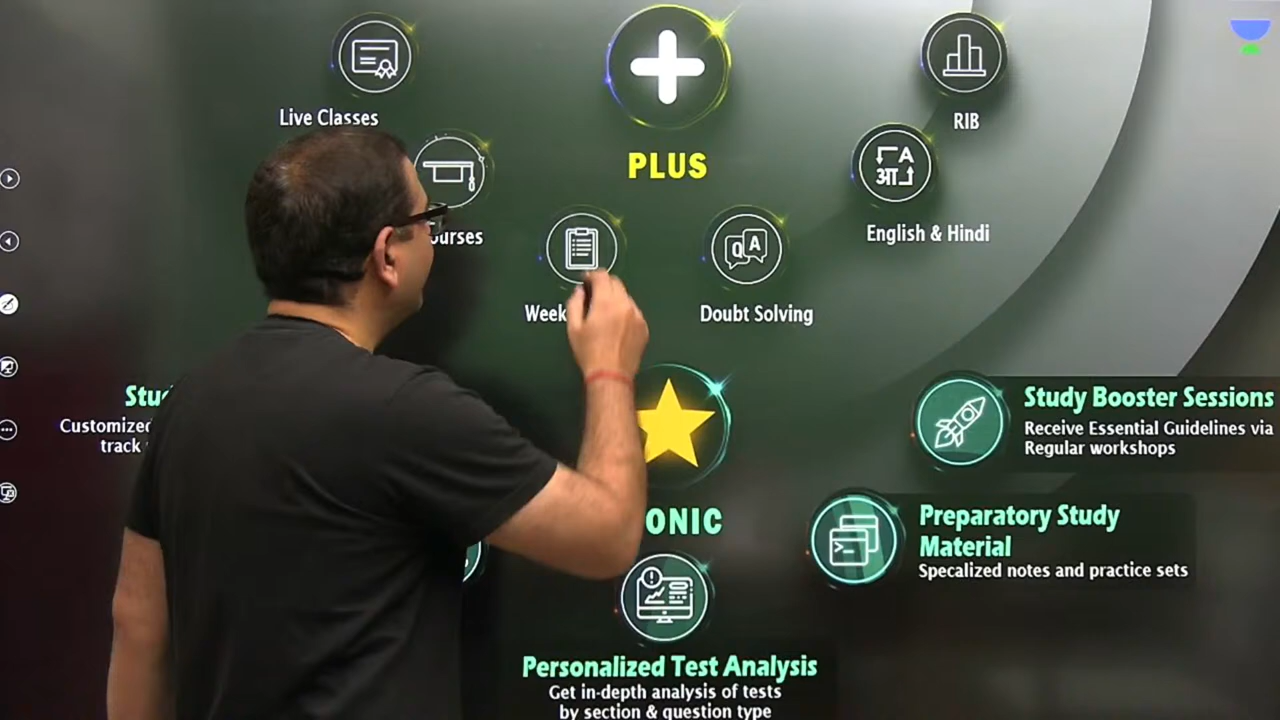 Live Classes
PLUS
RIB
A
आ
English & Hindi
Q A
Doubt Solving
Study Booster Sessions
Customized
Receive Essential Guidelines via
track
Regular workshops
Preparatory Study
Material
Specalized notes and practice sets
Personalized Test Analysis
Get in-depth analysis of tests
by section & question type